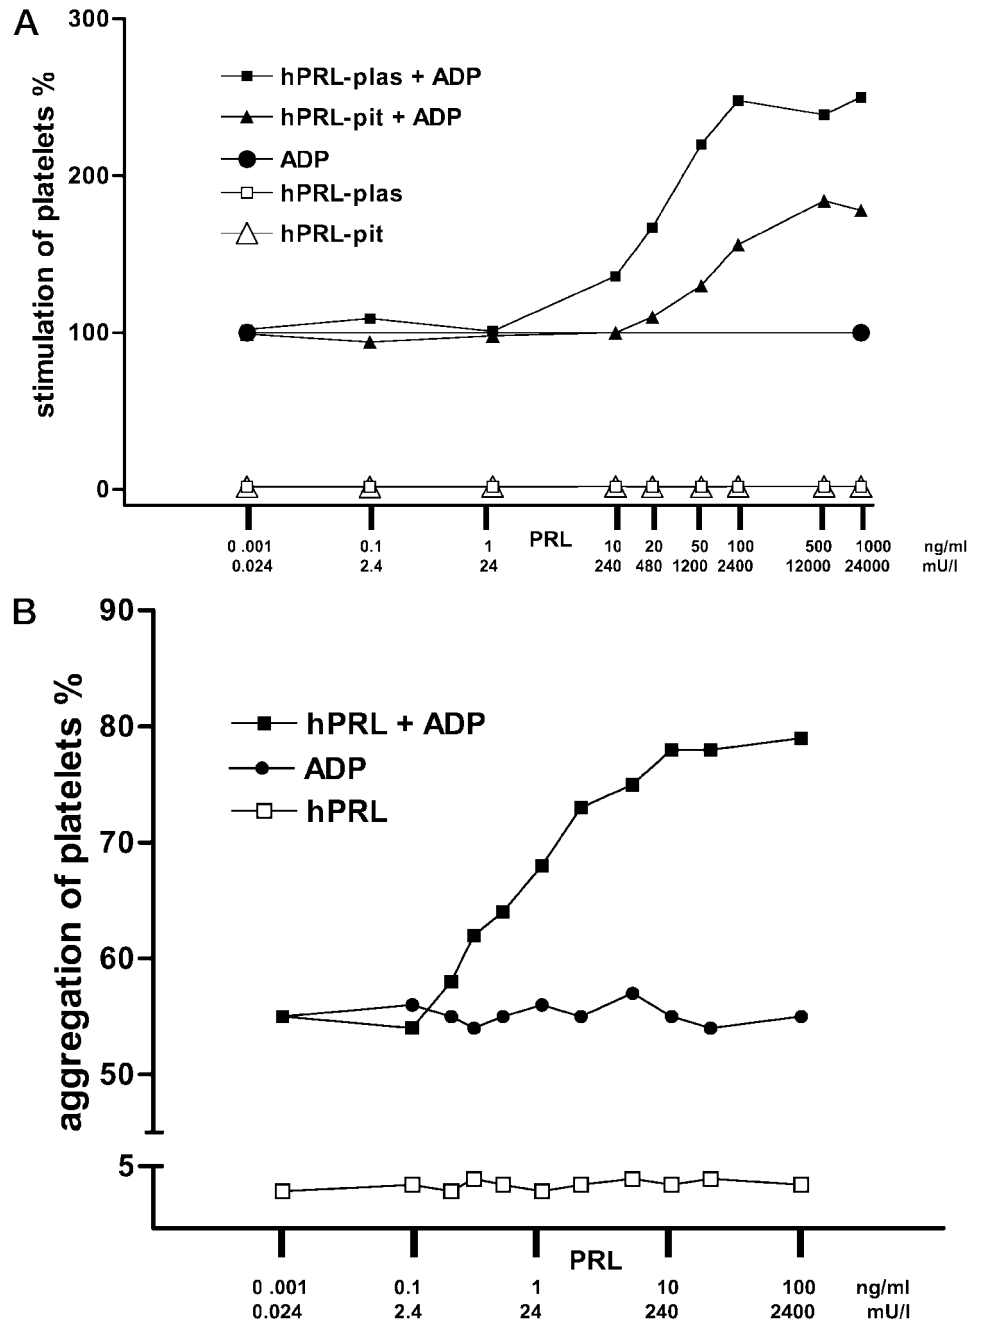 A
300
200
100
0
stimulation of platelets %
hPRL-plas + ADP
hPRL-pit + ADP
ADP
hPRL-plas
hPRL-pit
PRL
0.001 0.1 1 10 20 50 100 500 1000 ng/ml
0.024 2.4 24 240 480 1200 2400 12000 24000 mU/l
B
90
80
70
60
50
5
aggregation of platelets %
hPRL + ADP
ADP
hPRL
PRL
0.001 0.1 1 10 100 ng/ml
0.024 2.4 24 240 2400 mU/l